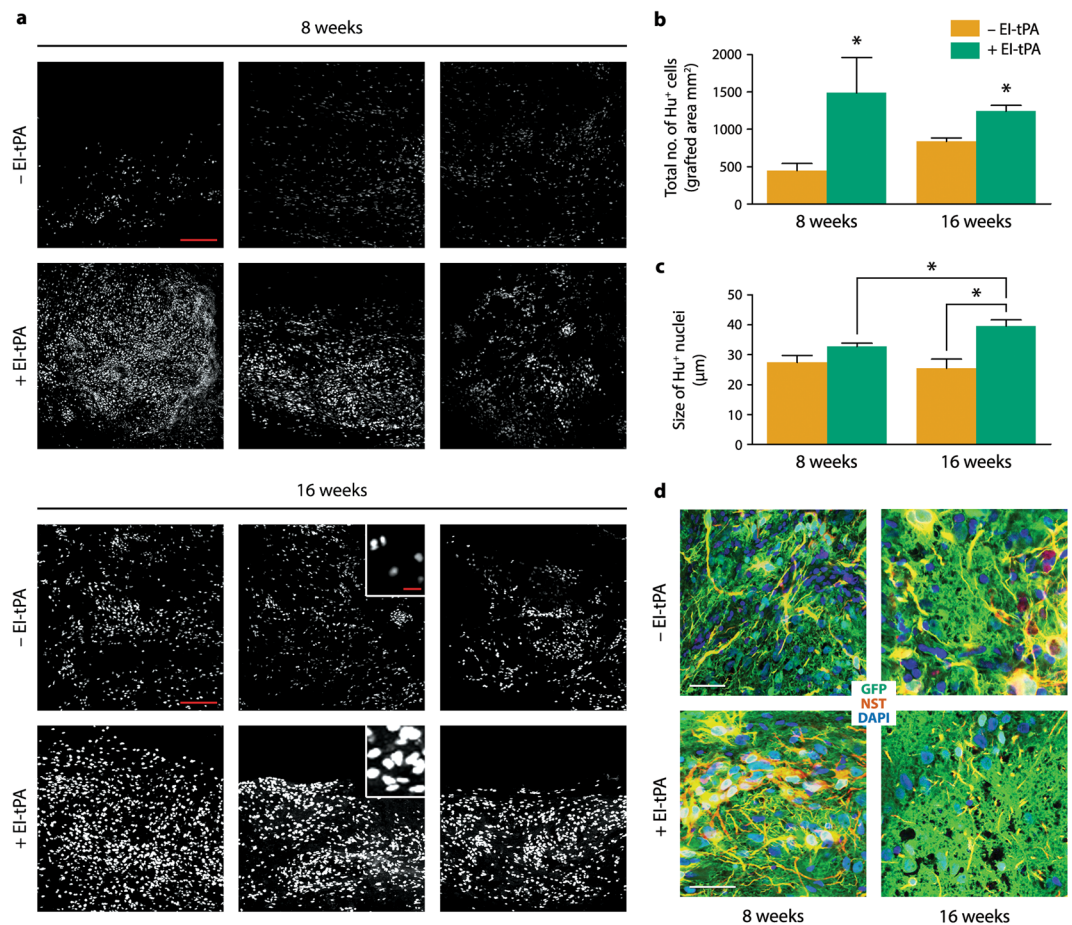 a
8 weeks
– EI-tPA
+ EI-tPA
16 weeks
– EI-tPA
+ EI-tPA
b
– EI-tPA
+ EI-tPA
Total no. of Hu⁺ cells
(grafted area mm²)
2000
1500
1000
500
0
*
*
8 weeks
16 weeks
c
Size of Hu⁺ nuclei
(μm)
50
40
30
20
10
0
*
*
8 weeks
16 weeks
d
– EI-tPA
GFP
NST
DAPI
+ EI-tPA
8 weeks
16 weeks